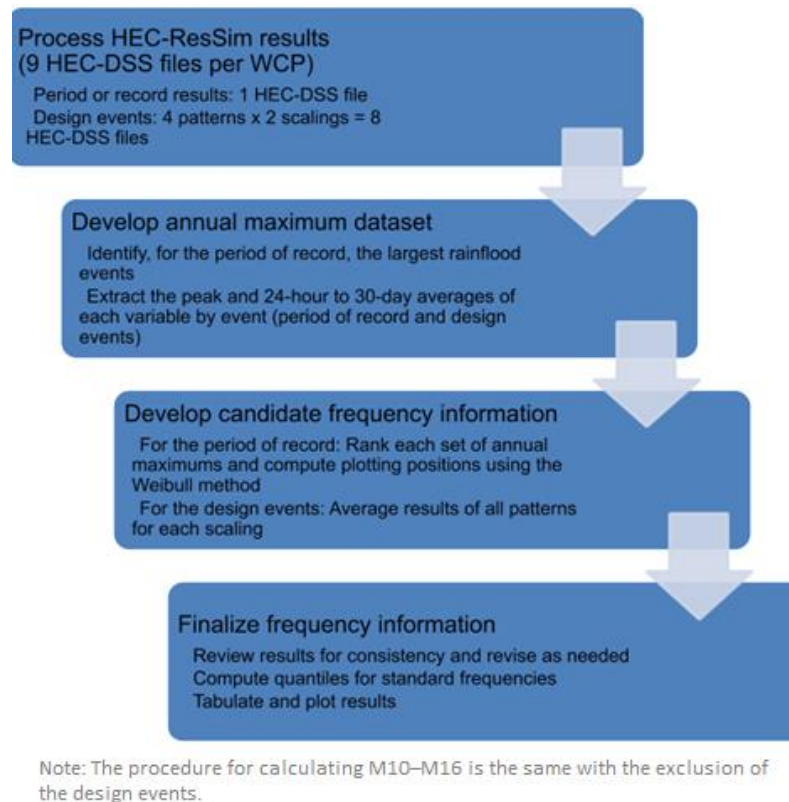 Process HEC-ResSim results
(9 HEC-DSS files per WCP)
Period or record results: 1 HEC-DSS file
Design events: 4 patterns x 2 scalings = 8
HEC-DSS files
Develop annual maximum dataset
Identify, for the period of record, the largest rainflood
events
Extract the peak and 24-hour to 30-day averages of
each variable by event (period of record and design
events)
Develop candidate frequency information
For the period of record: Rank each set of annual
maximums and compute plotting positions using the
Weibull method
For the design events: Average results of all patterns
for each scaling
Finalize frequency information
Review results for consistency and revise as needed
Compute quantiles for standard frequencies
Tabulate and plot results
Note: The procedure for calculating M10–M16 is the same with the exclusion of
the design events.